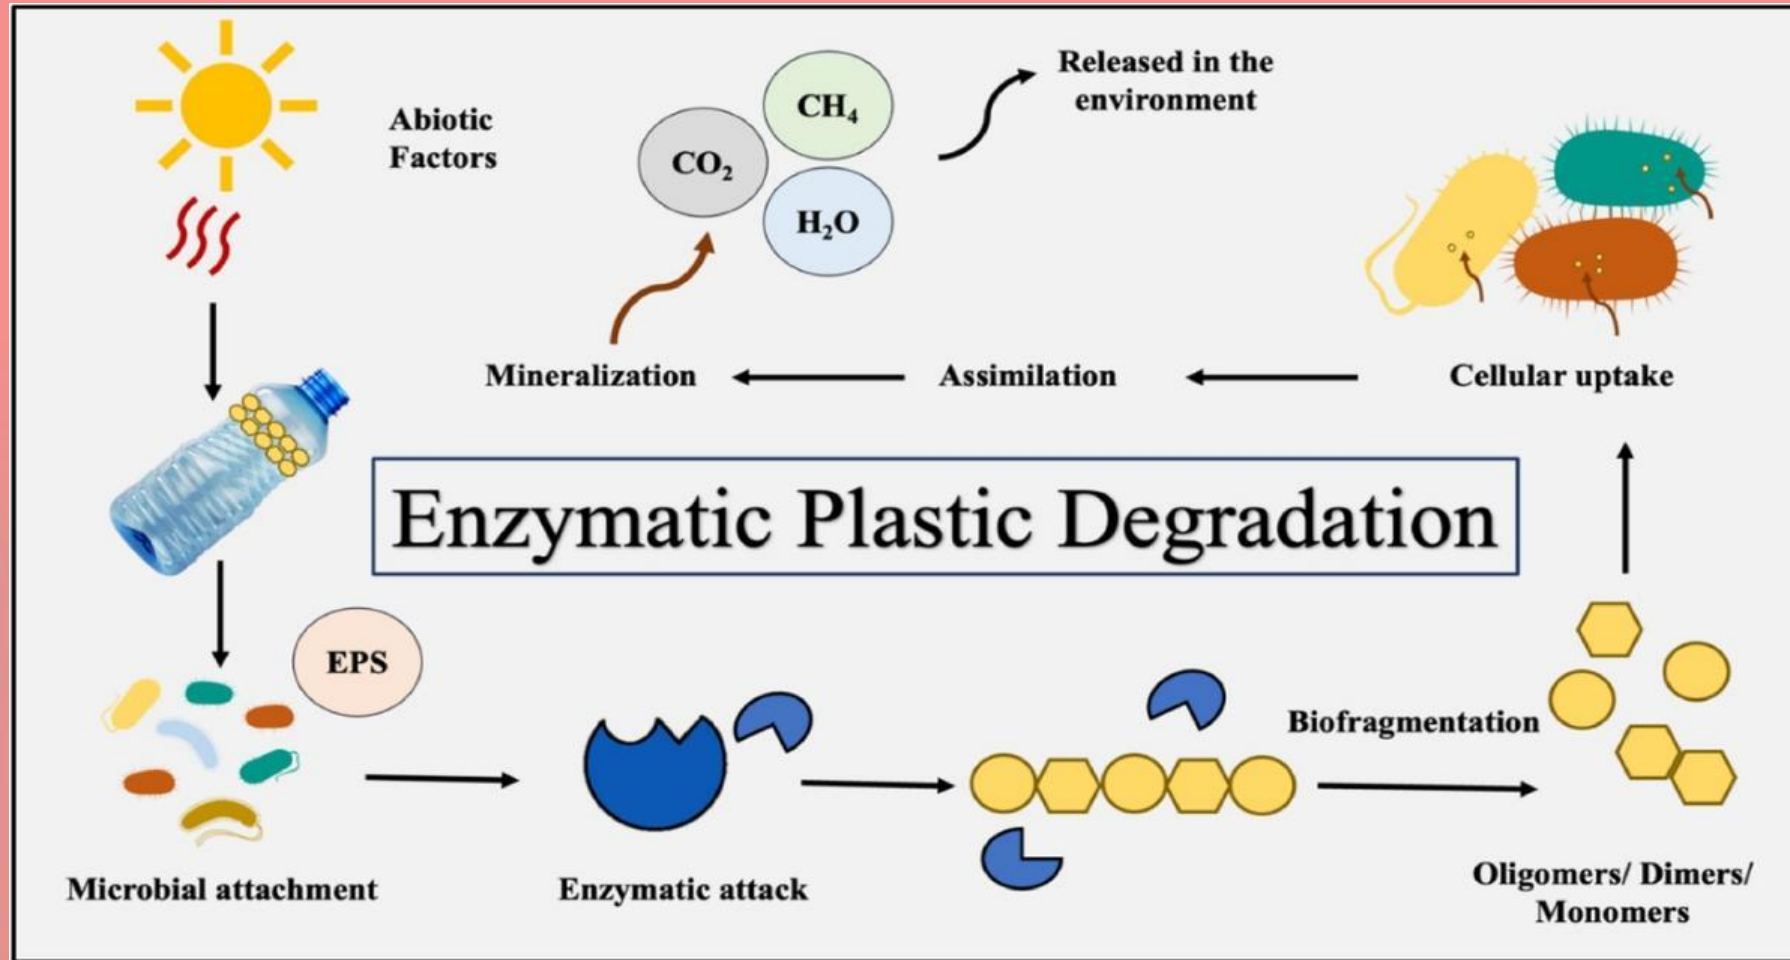 Abiotic
Factors
CO₂
CH₄
H₂O
Released in the
environment
Mineralization
Assimilation
Cellular uptake
Enzymatic Plastic Degradation
EPS
Biofragmentation
Microbial attachment
Enzymatic attack
Oligomers/ Dimers/
Monomers